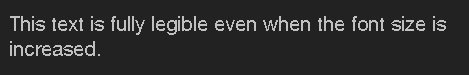 This text is fully legible even when the font size is
increased.